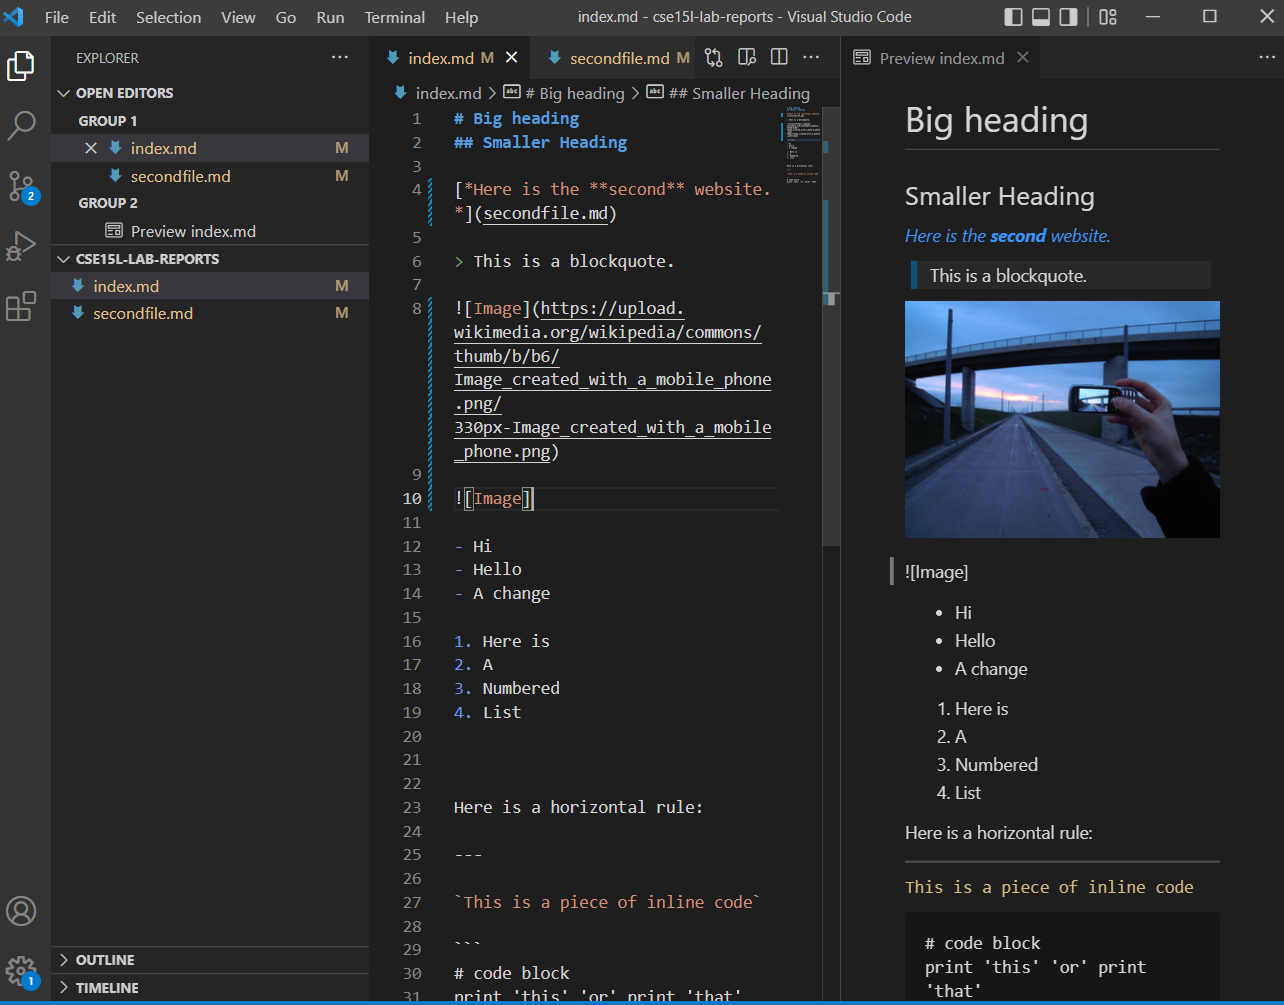 File Edit Selection View Go Run Terminal Help
index.md - cse15l-lab-reports - Visual Studio Code
EXPLORER
OPEN EDITORS
GROUP 1
index.md M
secondfile.md M
GROUP 2
Preview index.md
CSE15L-LAB-REPORTS
index.md M
secondfile.md M
OUTLINE
TIMELINE
2
1
index.md M
secondfile.md M
index.md > # Big heading > ## Smaller Heading
1 # Big heading
2 ## Smaller Heading
3
4 [*Here is the **second** website.
*](secondfile.md)
5
6 > This is a blockquote.
7
8 ![Image](https://upload.
wikimedia.org/wikipedia/commons/
thumb/b/b6/
Image_created_with_a_mobile_phone
.png/
330px-Image_created_with_a_mobile
_phone.png)
9
10 ![Image]
11
12 - Hi
13 - Hello
14 - A change
15
16 1. Here is
17 2. A
18 3. Numbered
19 4. List
20
21
22
23 Here is a horizontal rule:
24
25 ---
26
27 `This is a piece of inline code`
28
29 ```
30 # code block
31 print 'this' 'or' print 'that'
Preview index.md
Big heading
Smaller Heading
Here is the second website.
This is a blockquote.
![Image]
• Hi
• Hello
• A change
1. Here is
2. A
3. Numbered
4. List
Here is a horizontal rule:
This is a piece of inline code
# code block
print 'this' 'or' print
'that'